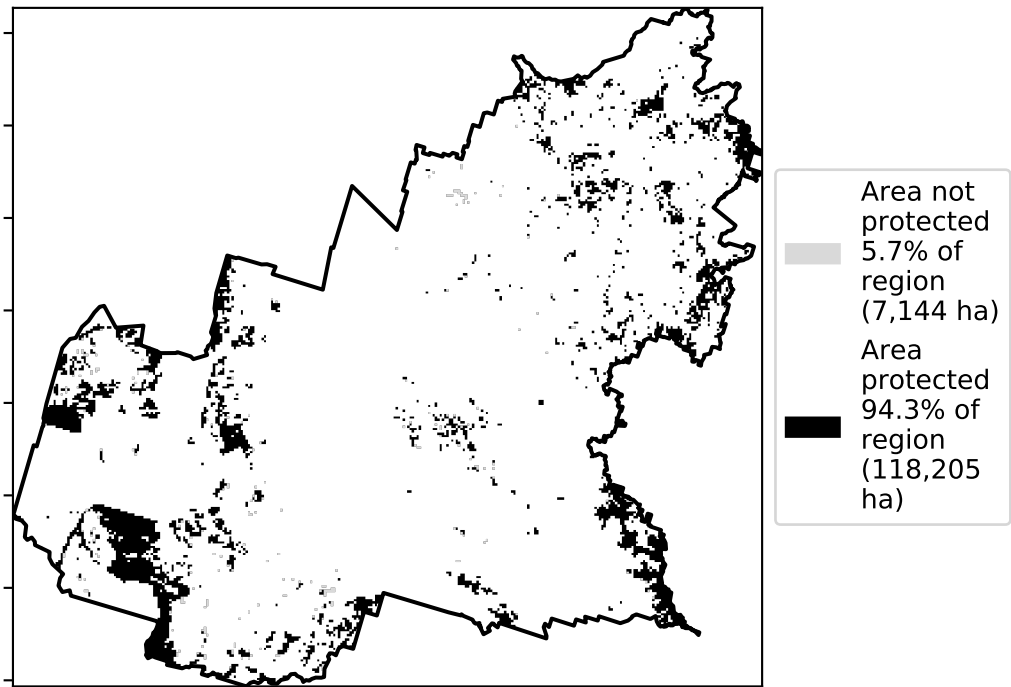 Area not
protected
5.7% of
region
(7,144 ha)
Area
protected
94.3% of
region
(118,205
ha)